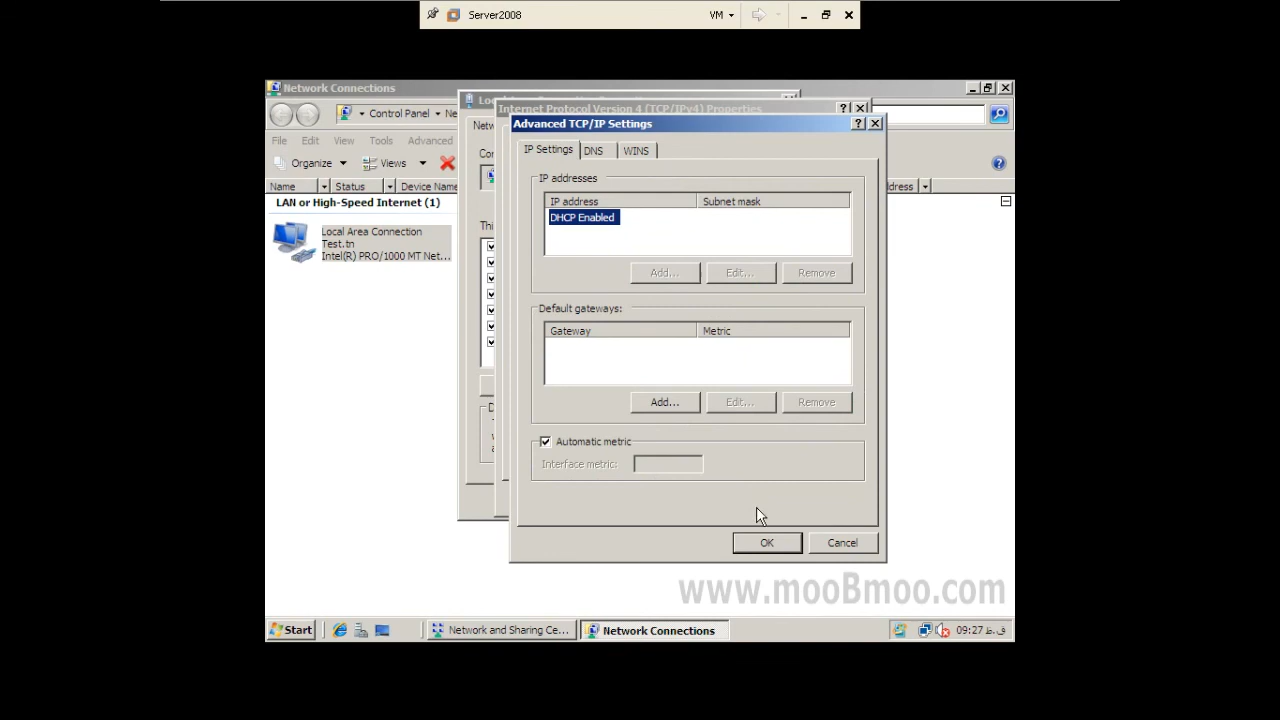 Server2008
VM
Network Connections
Control Panel
Ne
File Edit View Tools Advanced
Organize Views
Name Status Device Name
LAN or High-Speed Internet (1)
Local Area Connection
Test.tn
Intel(R) PRO/1000 MT Net...
Internet Protocol Version 4 (TCP/IPv4) Properties
Advanced TCP/IP Settings
IP Settings DNS WINS
IP addresses
IP address Subnet mask
DHCP Enabled
Add... Edit... Remove
Default gateways:
Gateway Metric
Add... Edit... Remove
Automatic metric
Interface metric:
OK Cancel
www.mooBmoo.com
Start Network and Sharing Ce... Network Connections 09:27 ق.ظ